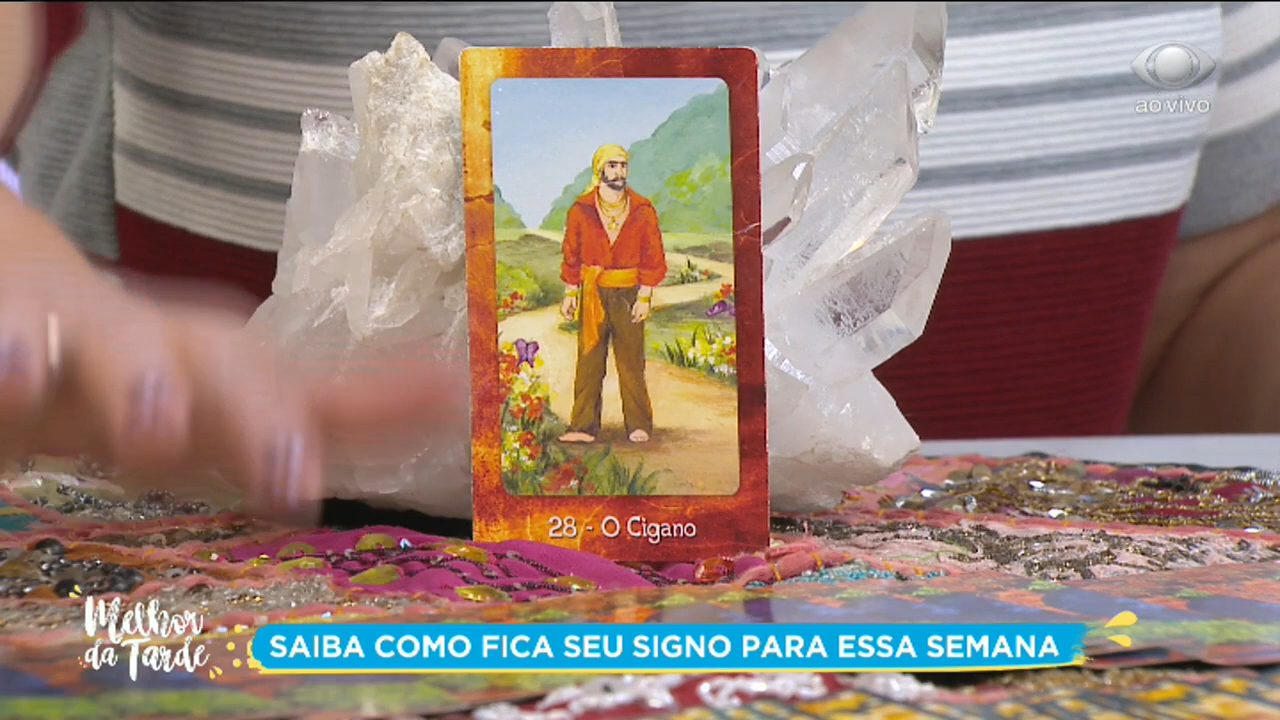 ao vivo
28 - O Cigano
Melhor
da Tarde
SAIBA COMO FICA SEU SIGNO PARA ESSA SEMANA